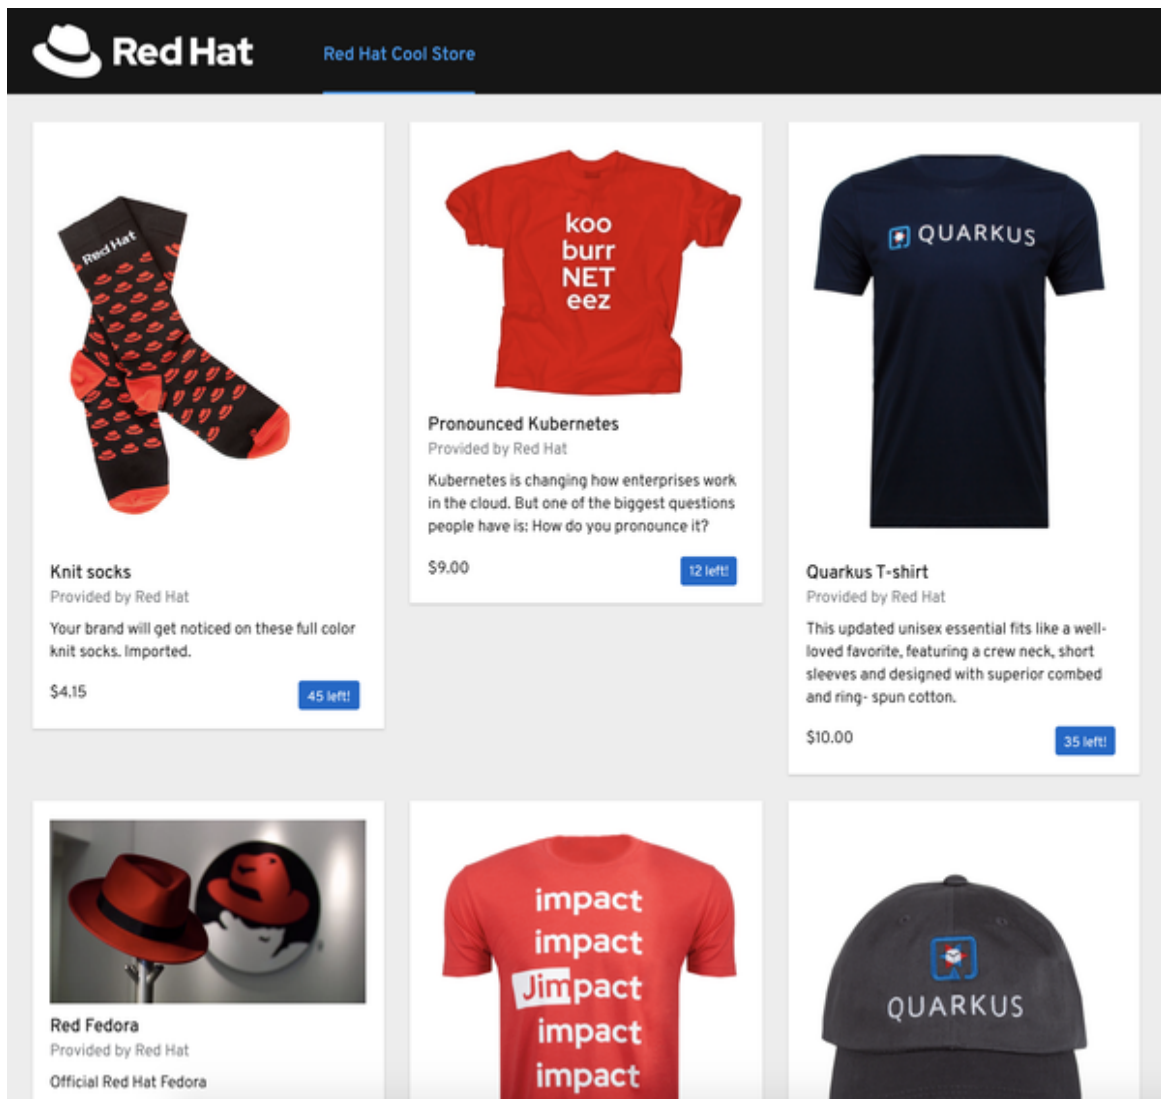 Red Hat
Red Hat Cool Store
Red Hat
Knit socks
Provided by Red Hat
Your brand will get noticed on these full color
knit socks. Imported.
$4.15
45 left!
koo
burr
NET
eez
Pronounced Kubernetes
Provided by Red Hat
Kubernetes is changing how enterprises work
in the cloud. But one of the biggest questions
people have is: How do you pronounce it?
$9.00
12 left!
QUARKUS
Quarkus T-shirt
Provided by Red Hat
This updated unisex essential fits like a well-
loved favorite, featuring a crew neck, short
sleeves and designed with superior combed
and ring- spun cotton.
$10.00
35 left!
Red Fedora
Provided by Red Hat
Official Red Hat Fedora
impact
impact
Jimpact
impact
impact
QUARKUS